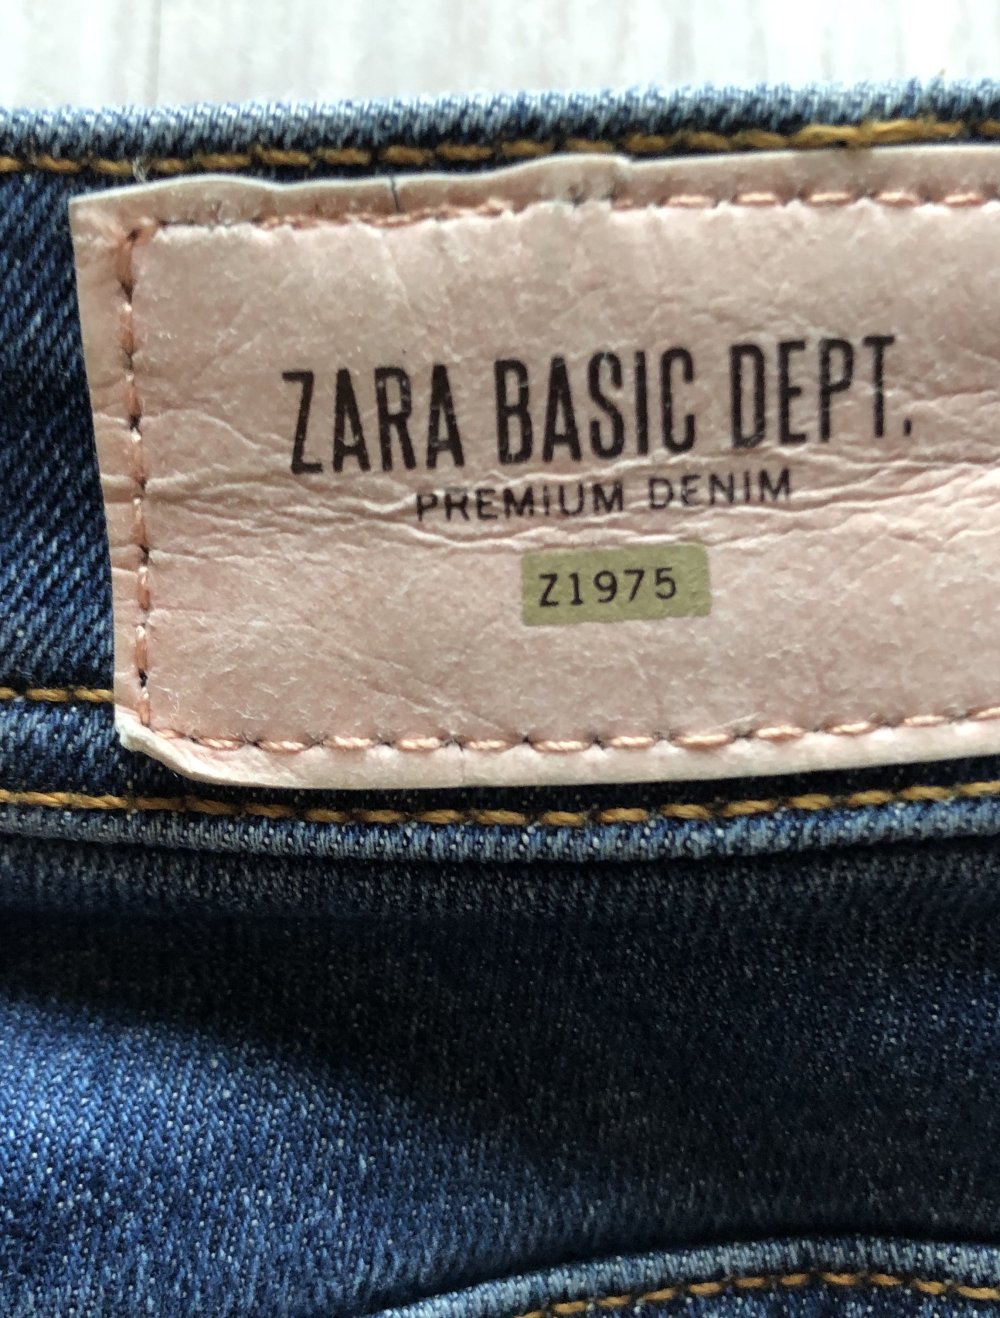 ZARA BASIC DEPT.
PREMIUM DENIM
Z1975